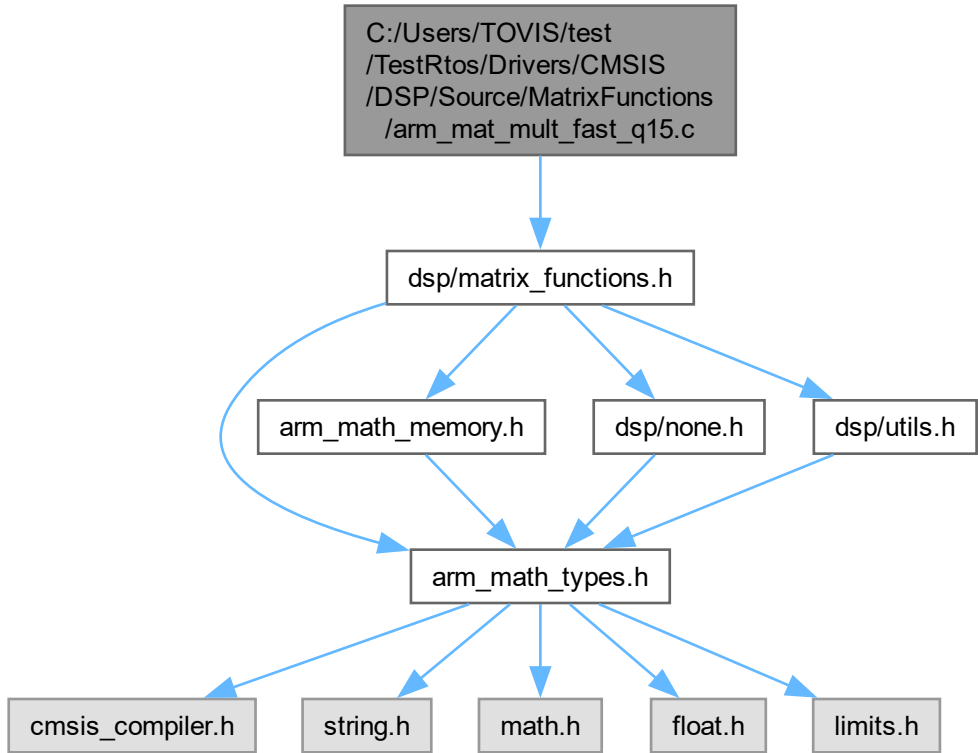 C:/Users/TOVIS/test
/TestRtos/Drivers/CMSIS
/DSP/Source/MatrixFunctions
/arm_mat_mult_fast_q15.c
dsp/matrix_functions.h
arm_math_memory.h
dsp/none.h
dsp/utils.h
arm_math_types.h
cmsis_compiler.h
string.h
math.h
float.h
limits.h